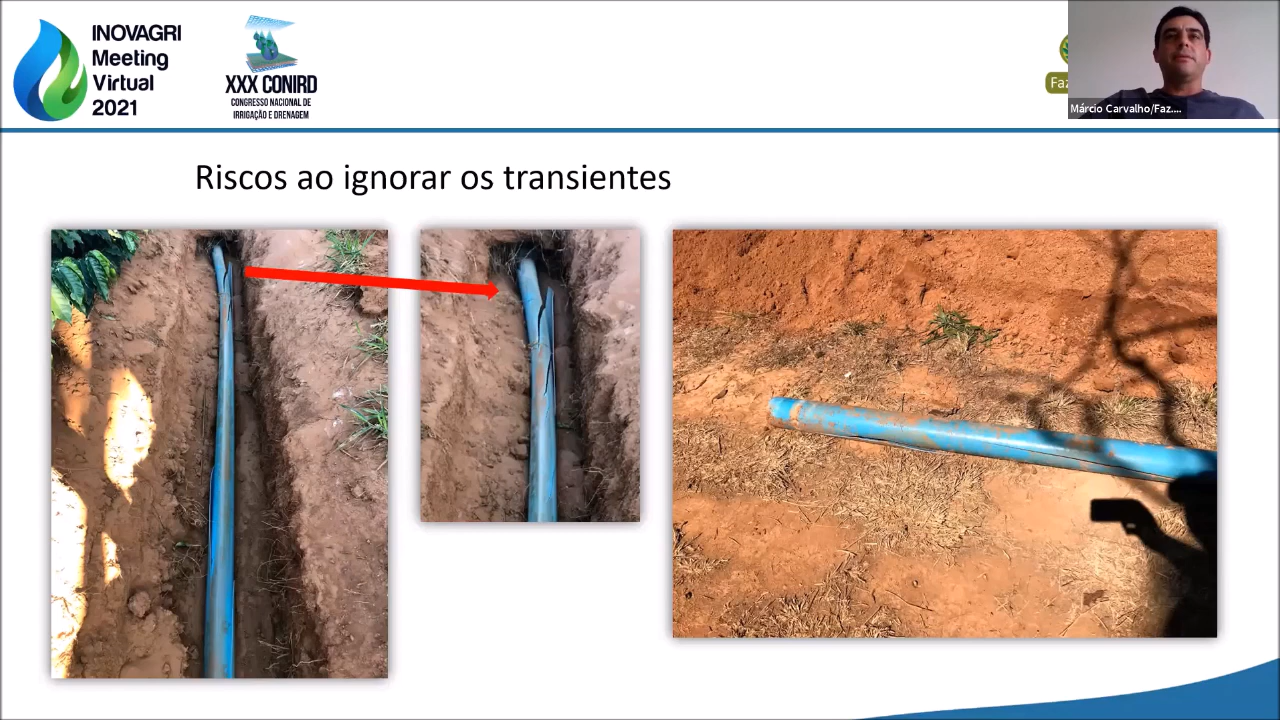 INOVAGRI
Meeting
Virtual
2021
XXX CONIRD
CONGRESSO NACIONAL DE
IRRIGAÇÃO E DRENAGEM
Faz
Márcio Carvalho/Faz....
Riscos ao ignorar os transientes